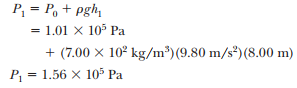 P₁ = P₀ + ρgh₁
= 1.01 × 10⁵ Pa
+ (7.00 × 10² kg/m³)(9.80 m/s²)(8.00 m)
P₁ = 1.56 × 10⁵ Pa